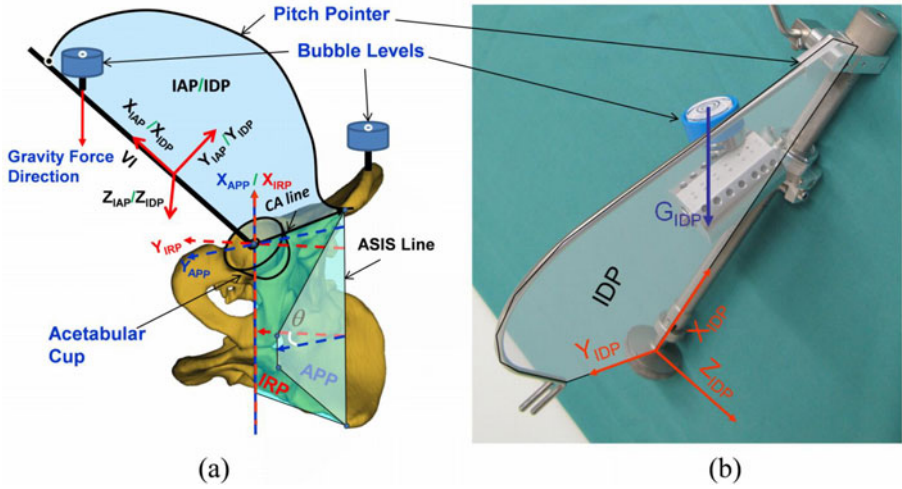 Pitch Pointer
Bubble Levels
IAP/IDP
X_IAP/X_IDP
Y_IAP/Y_IDP
VI
Gravity Force
Direction
Z_IAP/Z_IDP
X_APP / X_IRP
CA line
Y_IRP
Y_APP
ASIS Line
Acetabular
Cup
θ
APP
IRP
(a)
G_IDP
IDP
X_IDP
Y_IDP
Z_IDP
(b)